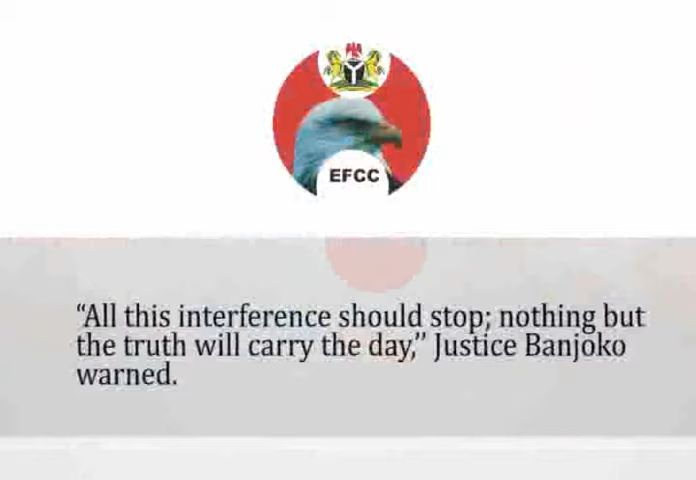 EFCC
“All this interference should stop; nothing but
the truth will carry the day,” Justice Banjoko
warned.